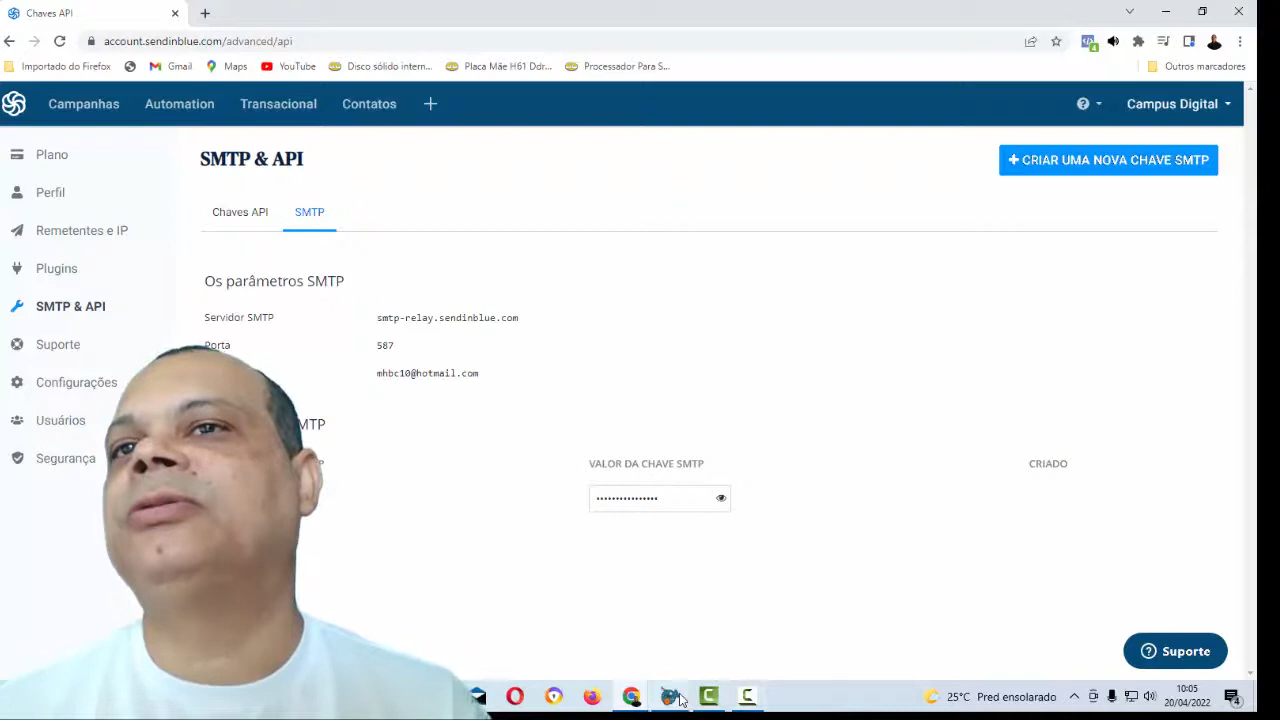 Chaves API
account.sendinblue.com/advanced/api
4
Importado do Firefox
Gmail
Maps
YouTube
Disco sólido intern...
Placa Mãe H61 Ddr...
Processador Para S...
Outros marcadores
Campanhas
Automation
Transacional
Contatos
Campus Digital
Plano
Perfil
Remetentes e IP
Plugins
SMTP & API
Suporte
Configurações
Usuários
Segurança
SMTP & API
+ CRIAR UMA NOVA CHAVE SMTP
Chaves API
SMTP
Os parâmetros SMTP
Servidor SMTP
smtp-relay.sendinblue.com
Porta
587
mhbc10@hotmail.com
MTP
VALOR DA CHAVE SMTP
CRIADO
••••••••••••••••
Suporte
25°C Pred ensolarado
10:05
20/04/2022
4